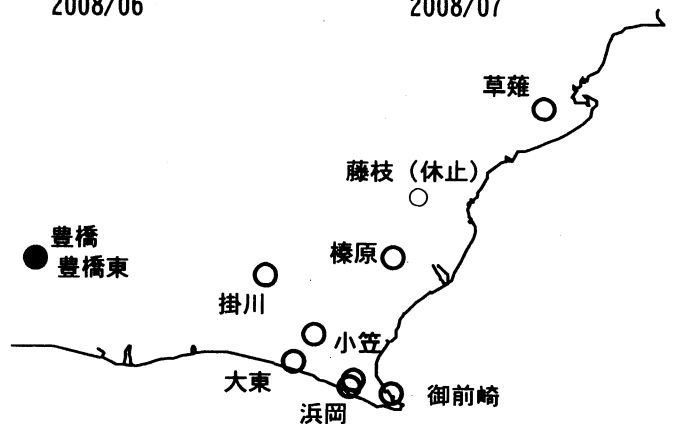 2008/06
2008/07
草薙
藤枝（休止）
豊橋
豊橋東
榛原
掛川
小笠
大東
浜岡
御前崎